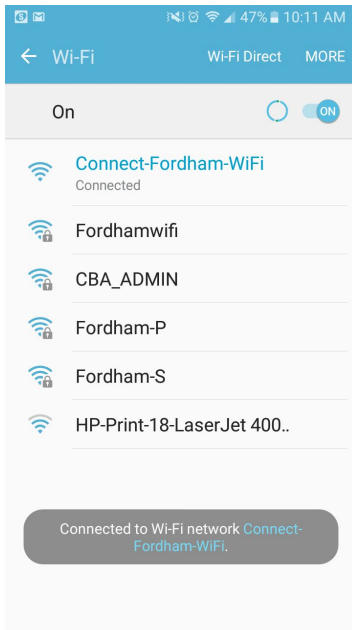 47% 10:11 AM
Wi-Fi Wi-Fi Direct MORE
On ON
Connect-Fordham-WiFi
Connected
Fordhamwifi
CBA_ADMIN
Fordham-P
Fordham-S
HP-Print-18-LaserJet 400..
Connected to Wi-Fi network Connect-
Fordham-WiFi.